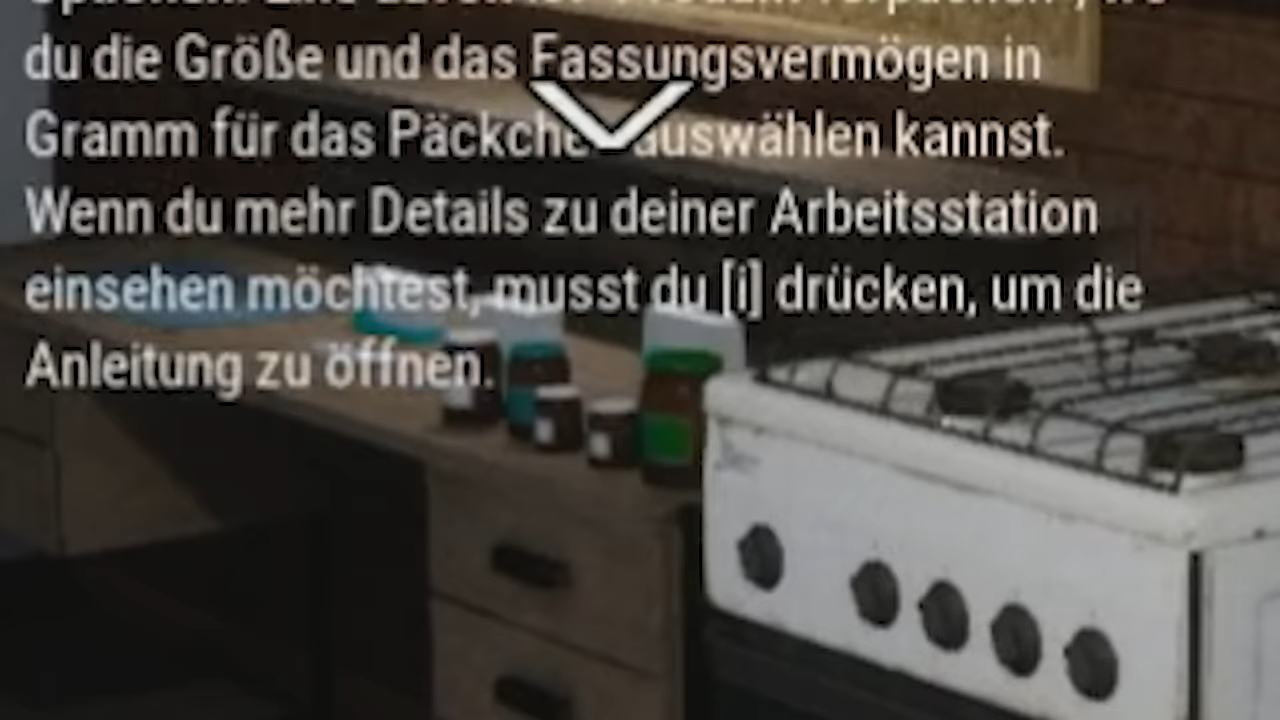 du die Größe und das Fassungsvermögen in
Gramm für das auswählen kannst.
Wenn du mehr Details zu deiner Arbeitsstation
einsehen möchtest, musst du [i] drücken, um die
Anleitung zu öffnen.